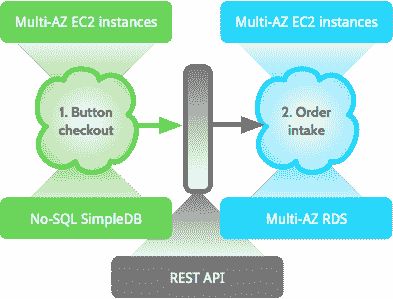 Multi-AZ EC2 instances
Multi-AZ EC2 instances
1. Button
checkout
2. Order
intake
No-SQL SimpleDB
Multi-AZ RDS
REST API